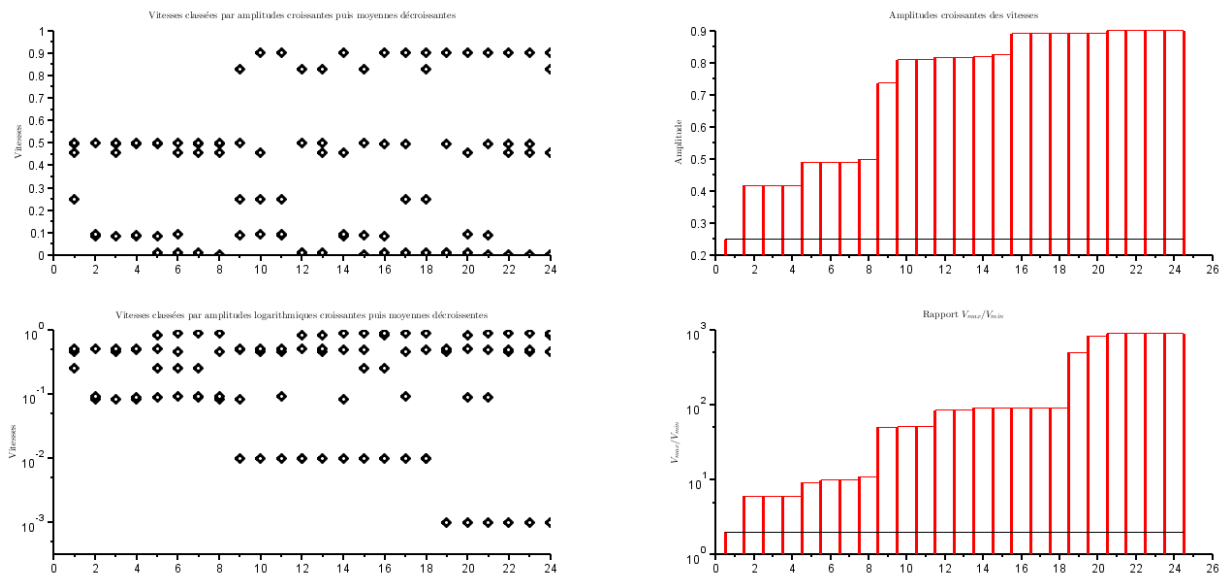 Vitesses classées par amplitudes croissantes puis moyennes décroissantes
Vitesses
1
0.9
0.8
0.7
0.6
0.5
0.4
0.3
0.2
0.1
0
0 2 4 6 8 10 12 14 16 18 20 22 24
Amplitudes croissantes des vitesses
Amplitude
0.9
0.8
0.7
0.6
0.5
0.4
0.3
0.2
0 2 4 6 8 10 12 14 16 18 20 22 24 26
Vitesses classées par amplitudes logarithmiques croissantes puis moyennes décroissentes
Vitesses
10^0
10^-1
10^-2
10^-3
0 2 4 6 8 10 12 14 16 18 20 22 24
Rapport V_max/V_min
V_max/V_min
10^3
10^2
10^1
10^0
0 2 4 6 8 10 12 14 16 18 20 22 24 26